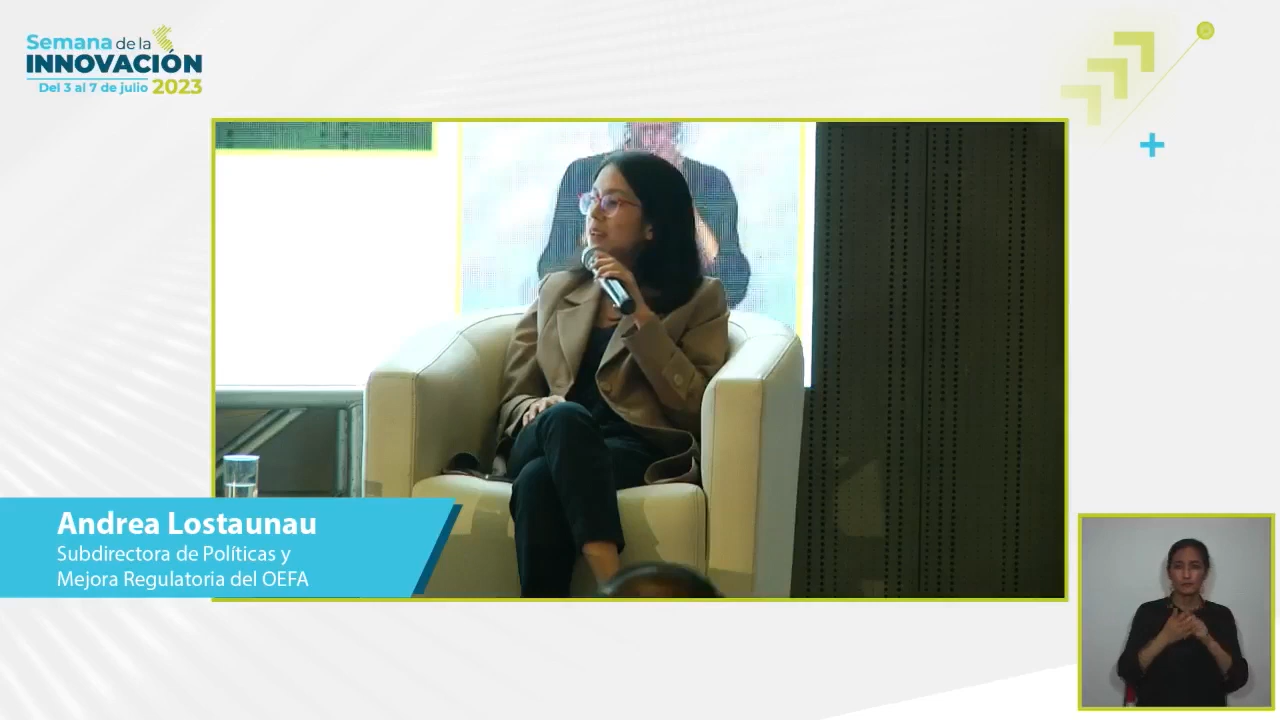 Semana de la
INNOVACIÓN
Del 3 al 7 de julio 2023
Andrea Lostaunau
Subdirectora de Políticas y
Mejora Regulatoria del OEFA